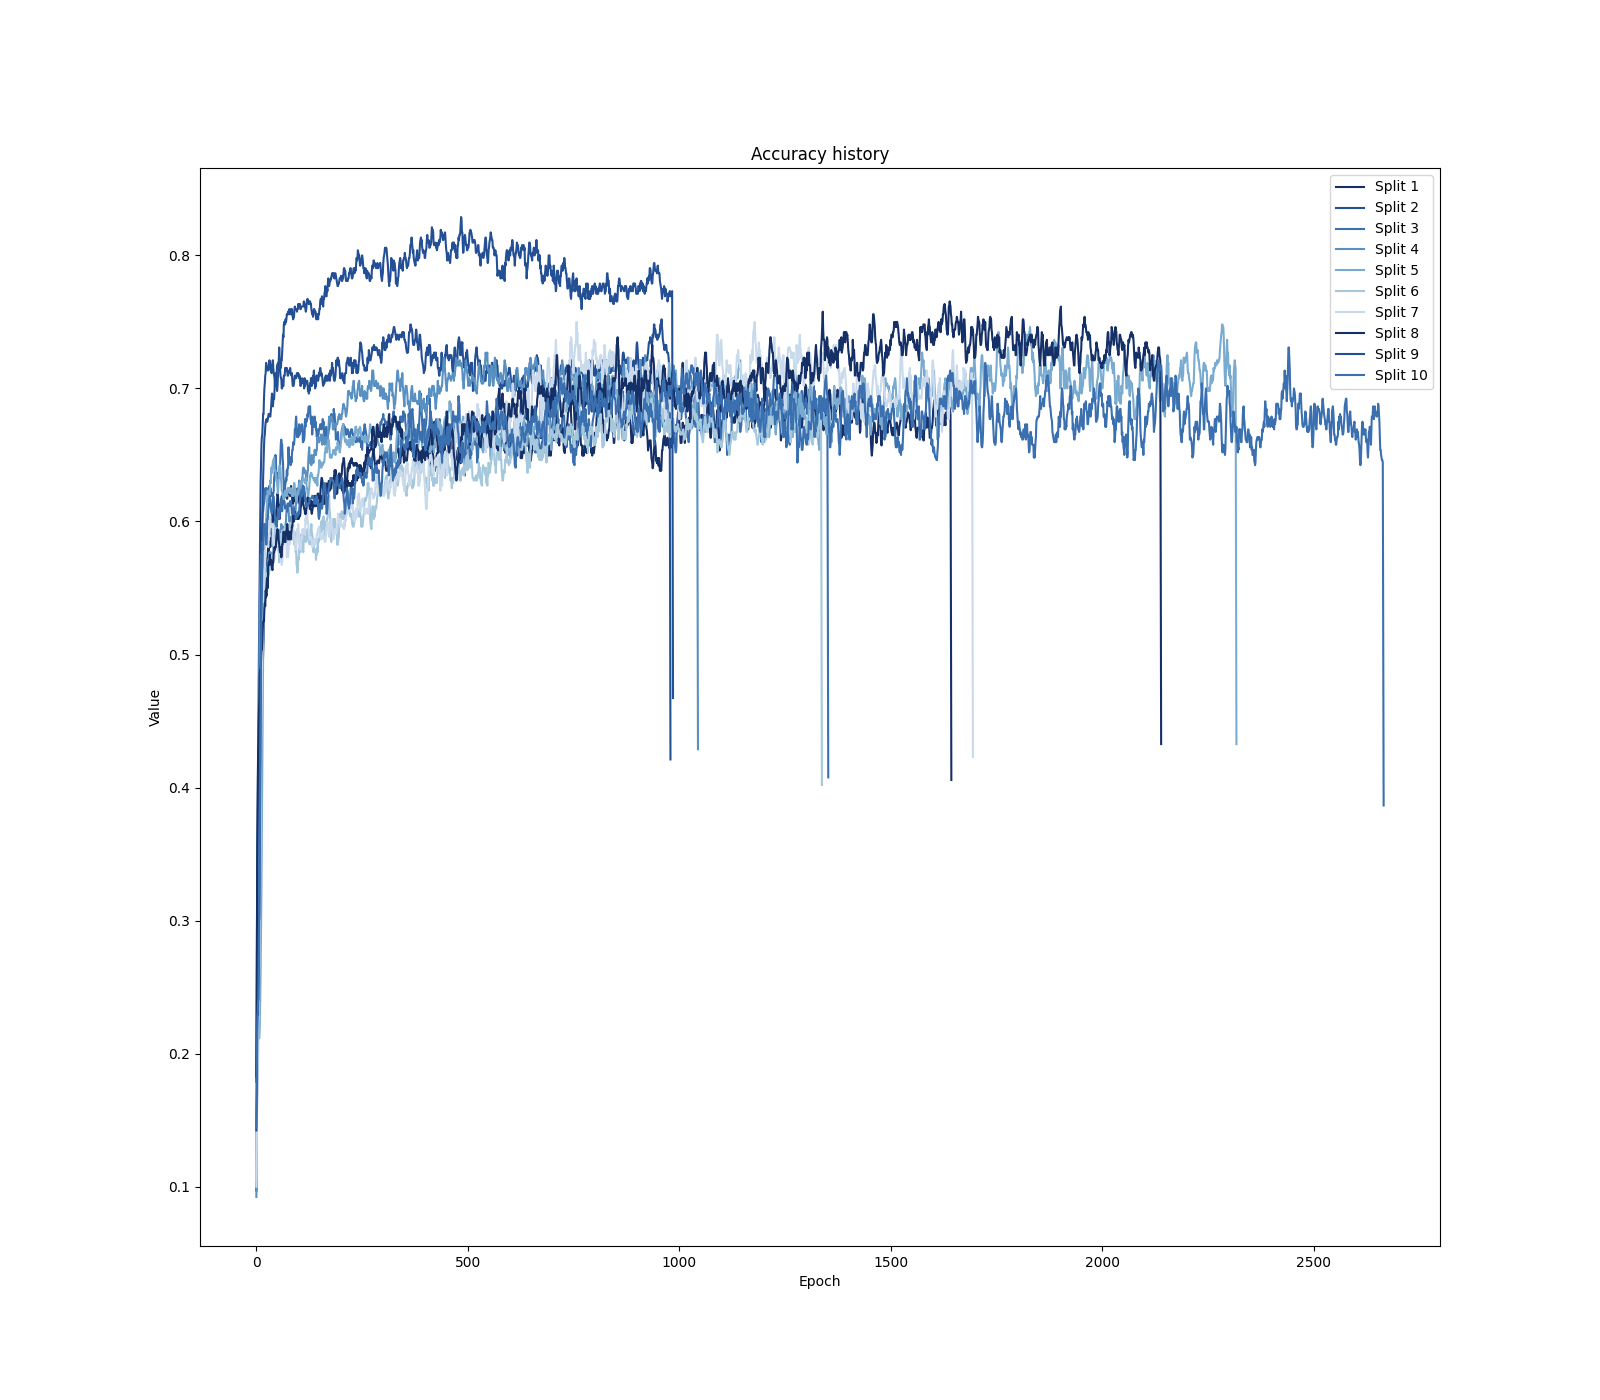 Accuracy history
Split 1
Split 2
Split 3
Split 4
Split 5
Split 6
Split 7
Split 8
Split 9
Split 10
0.8
0.7
0.6
0.5
0.4
0.3
0.2
0.1
Value
0 500 1000 1500 2000 2500
Epoch